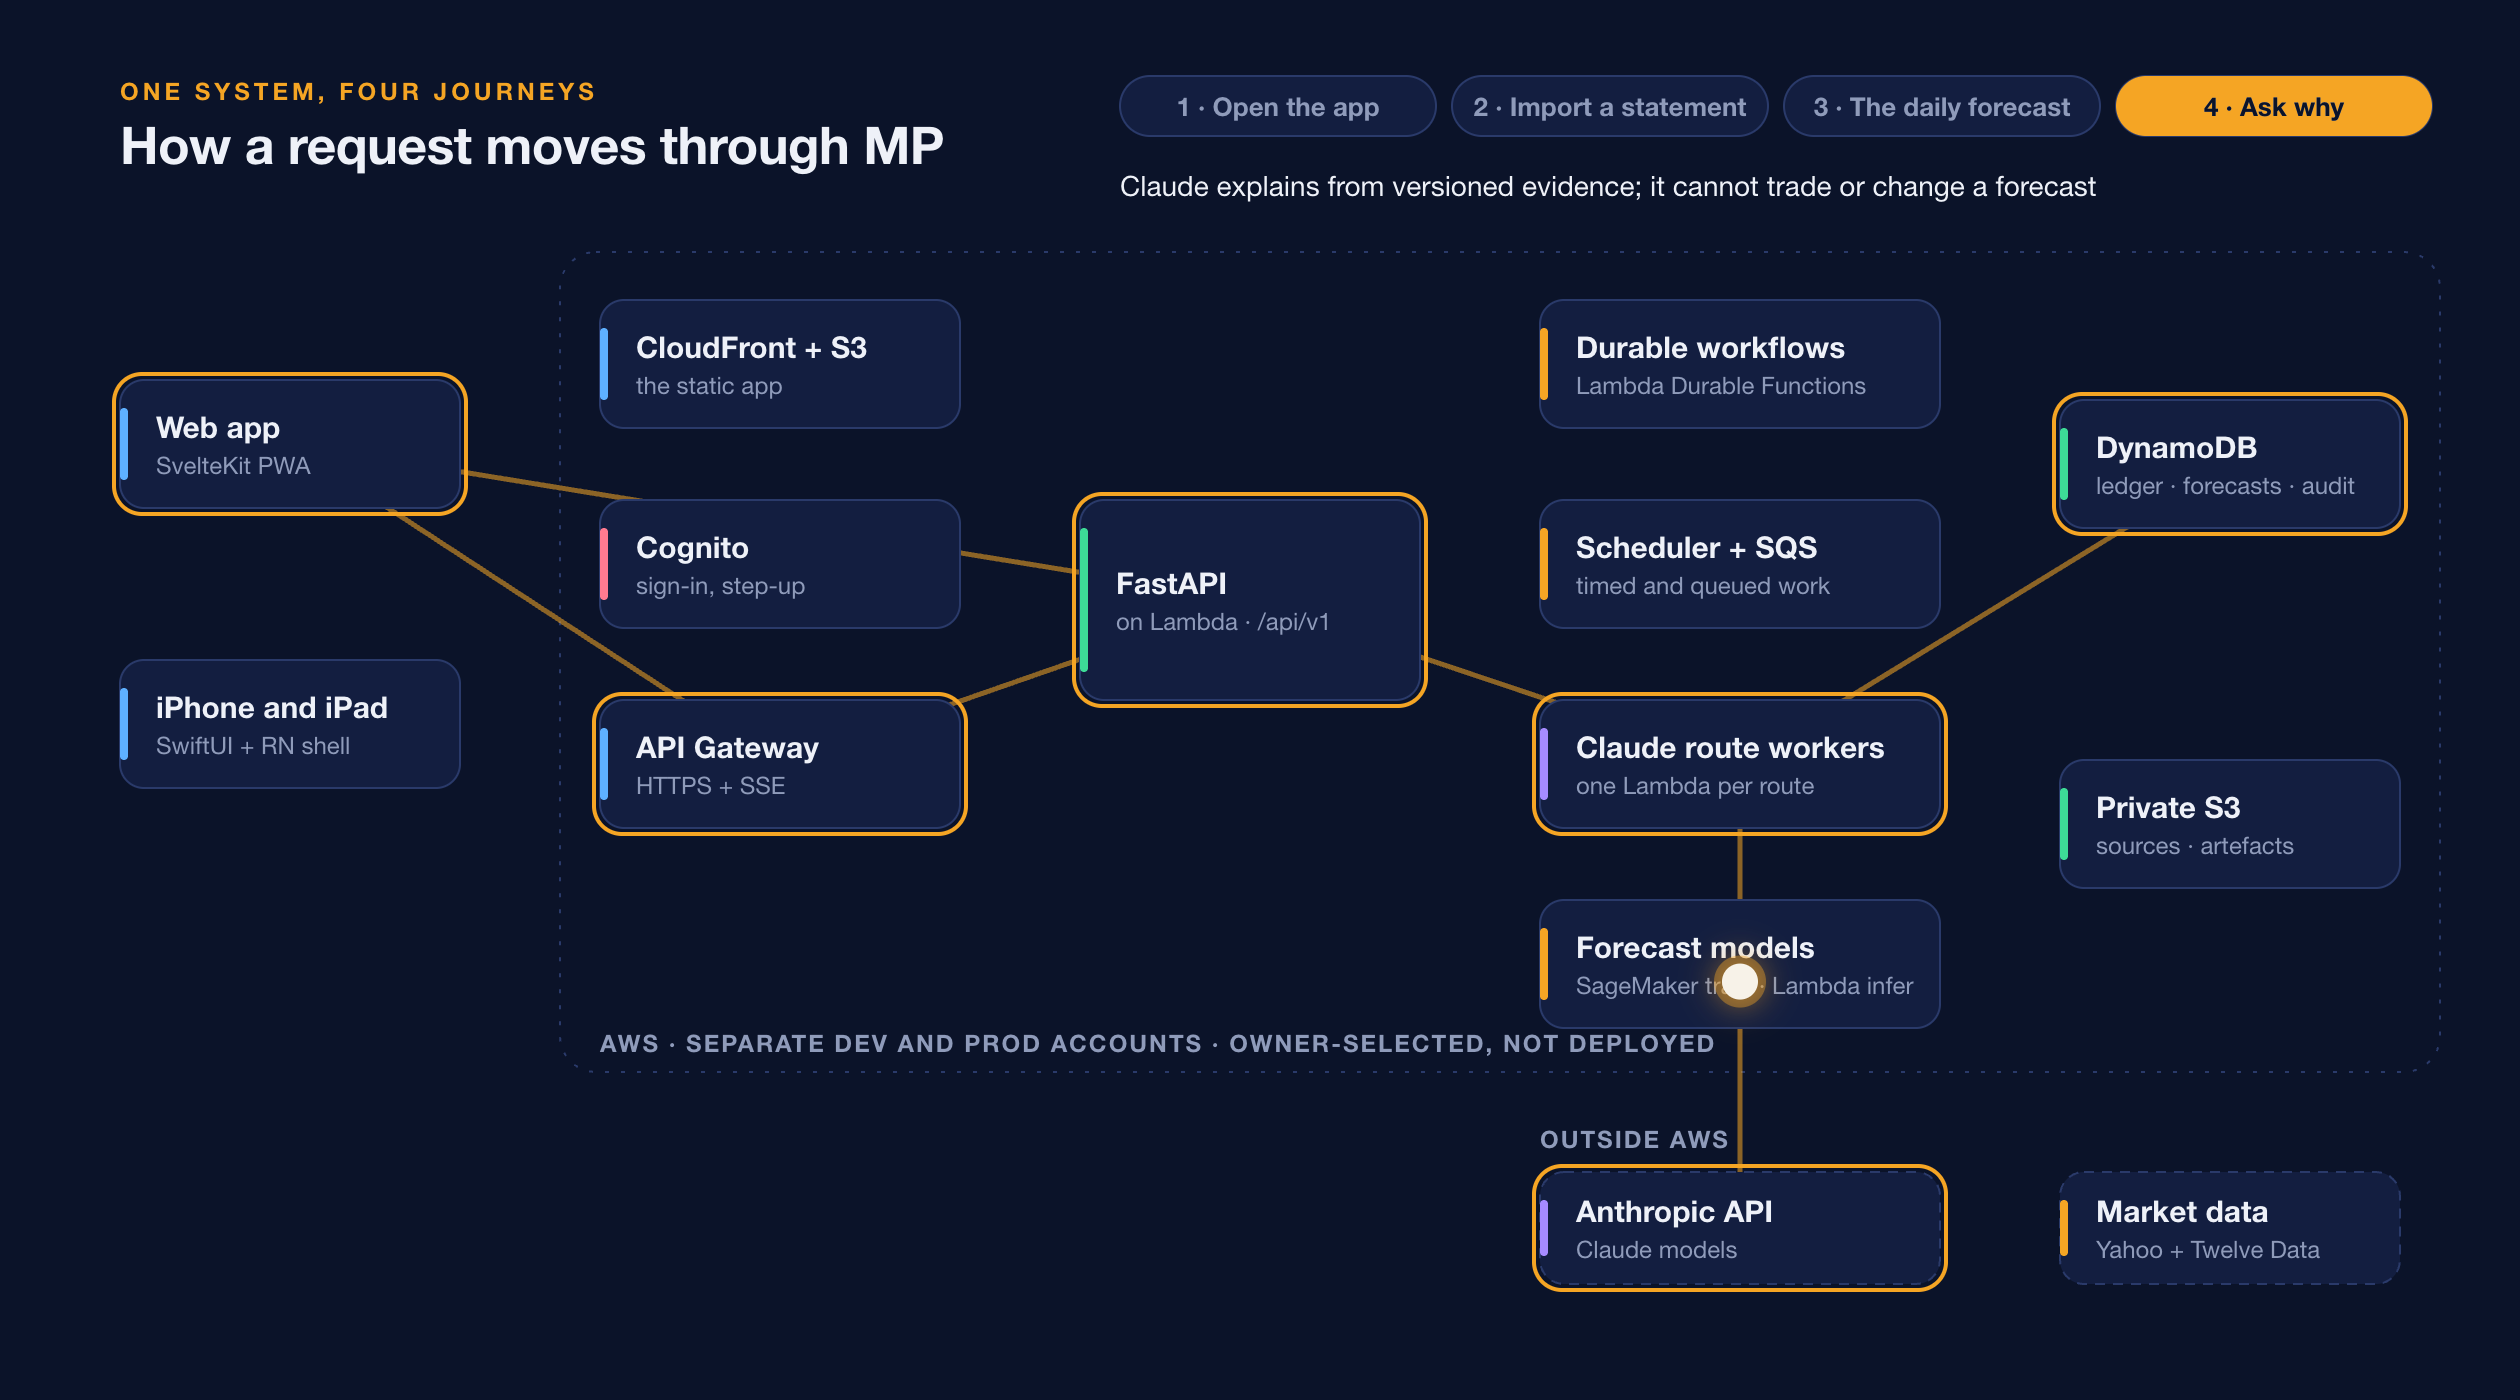 ONE SYSTEM, FOUR JOURNEYS
How a request moves through MP
1 · Open the app
2 · Import a statement
3 · The daily forecast
4 · Ask why
Claude explains from versioned evidence; it cannot trade or change a forecast
CloudFront + S3
the static app
Durable workflows
Lambda Durable Functions
Web app
SvelteKit PWA
DynamoDB
ledger · forecasts · audit
Cognito
sign-in, step-up
FastAPI
on Lambda · /api/v1
Scheduler + SQS
timed and queued work
iPhone and iPad
SwiftUI + RN shell
API Gateway
HTTPS + SSE
Claude route workers
one Lambda per route
Private S3
sources · artefacts
Forecast models
SageMaker Lambda infer
AWS · SEPARATE DEV AND PROD ACCOUNTS · OWNER-SELECTED, NOT DEPLOYED
OUTSIDE AWS
Anthropic API
Claude models
Market data
Yahoo + Twelve Data